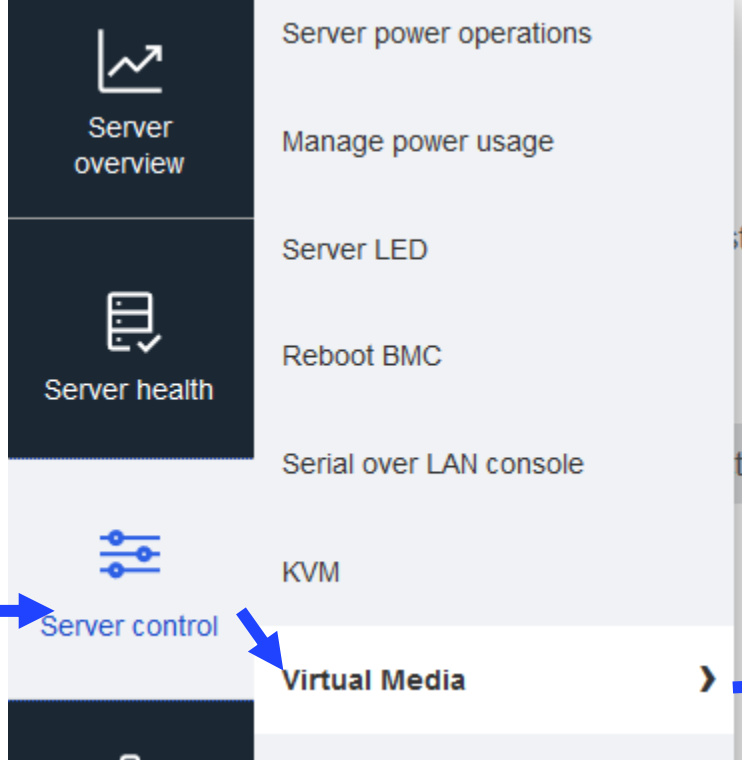 Server
overview
Server health
Server control
Server power operations
Manage power usage
Server LED
Reboot BMC
Serial over LAN console
KVM
Virtual Media